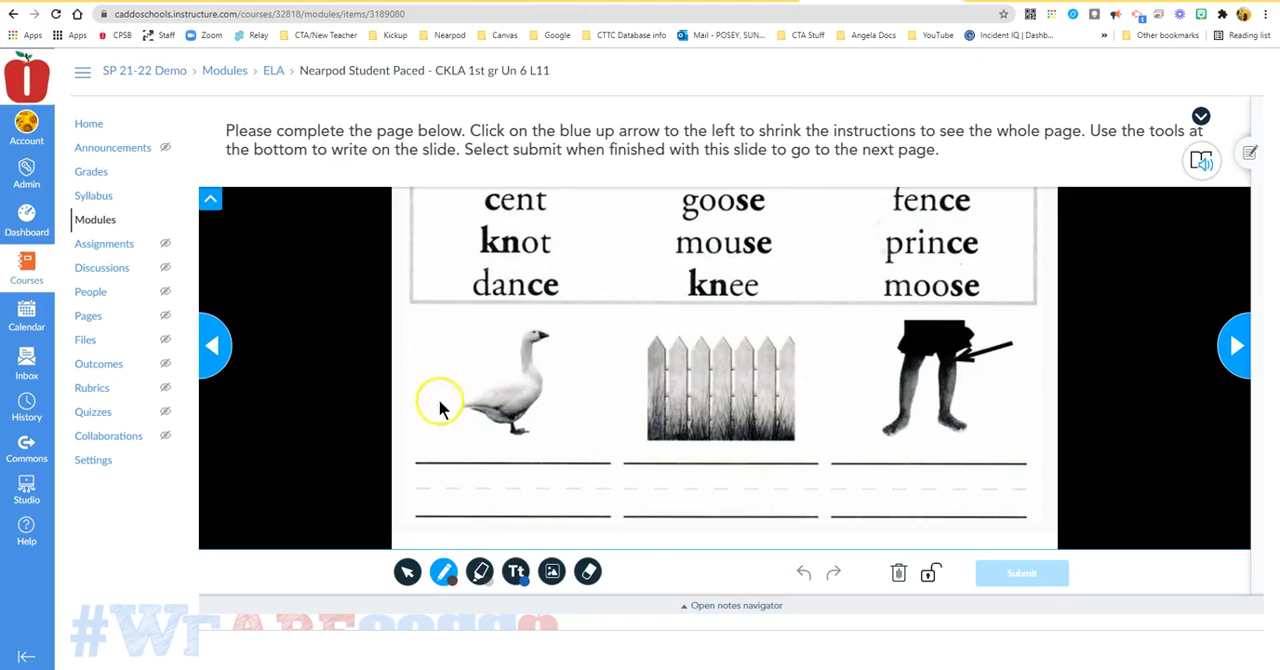 caddoschools.instructure.com/courses/32818/modules/items/3189080
Apps Apps CPSB Staff Zoom Relay CTA/New Teacher Kickup Nearpod Canvas Google CTTC Database info Mail - POSEY, SUN... CTA Stuff Angela Docs YouTube Incident IQ | Dashb... » Other bookmarks Reading list
SP 21-22 Demo › Modules › ELA › Nearpod Student Paced - CKLA 1st gr Un 6 L11
Account
Admin
Dashboard
Courses
Calendar
Inbox
History
Commons
Studio
Help
Home
Announcements
Grades
Syllabus
Modules
Assignments
Discussions
People
Pages
Files
Outcomes
Rubrics
Quizzes
Collaborations
Settings
Please complete the page below. Click on the blue up arrow to the left to shrink the instructions to see the whole page. Use the tools at
the bottom to write on the slide. Select submit when finished with this slide to go to the next page.
cent goose fence
knot mouse prince
dance knee moose
Tt
Submit
Open notes navigator